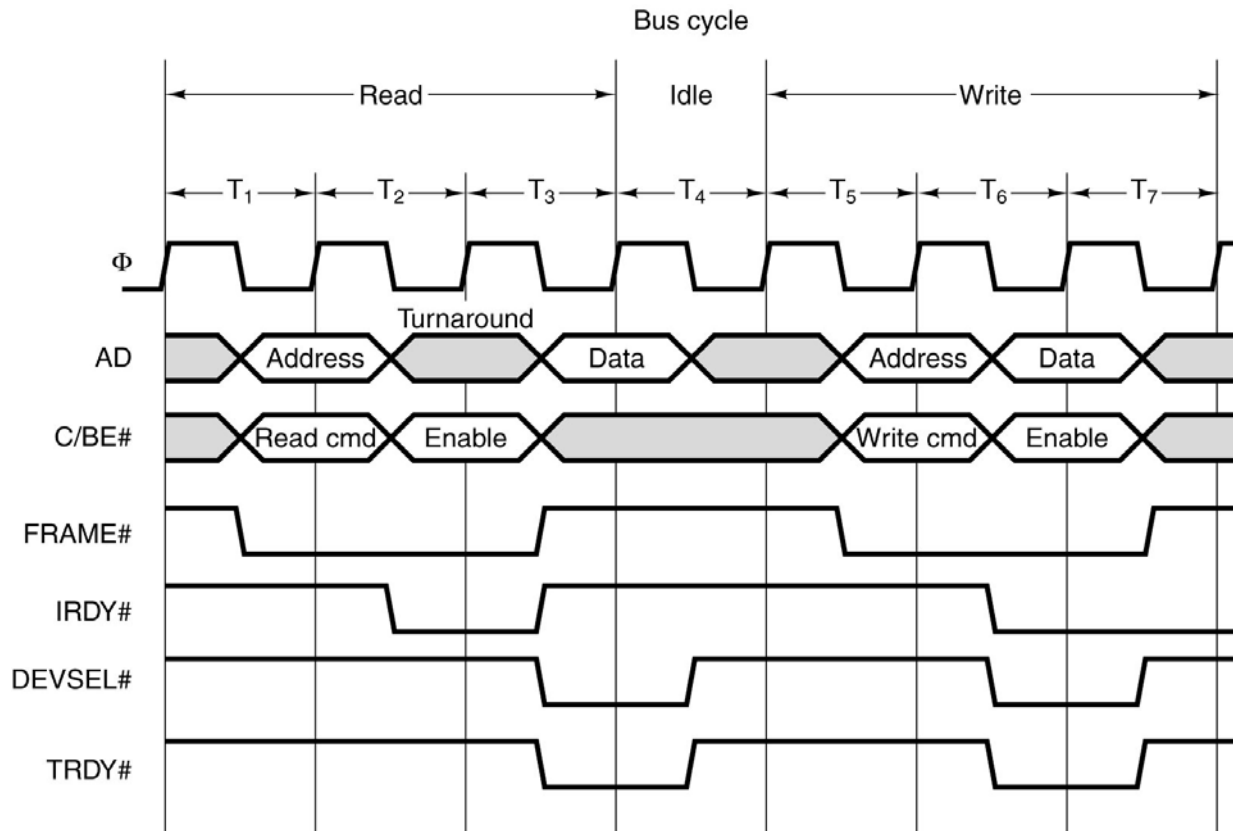 Bus cycle
Read Idle Write
T₁ T₂ T₃ T₄ T₅ T₆ T₇
Φ
Turnaround
AD Address Data Address Data
C/BE# Read cmd Enable Write cmd Enable
FRAME#
IRDY#
DEVSEL#
TRDY#